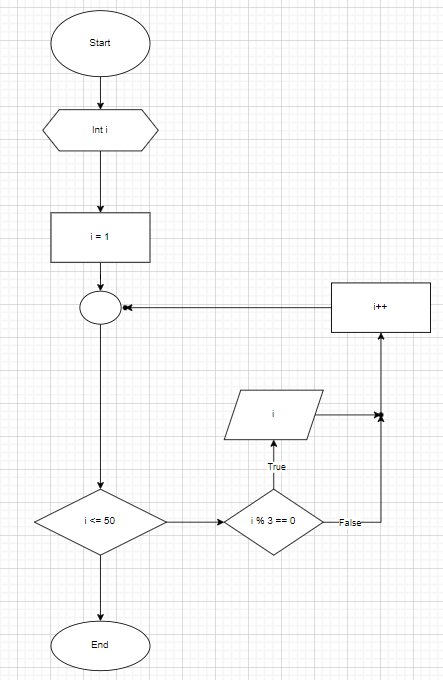 Start
Int i
i = 1
i++
i
True
i <= 50
i % 3 == 0
False
End